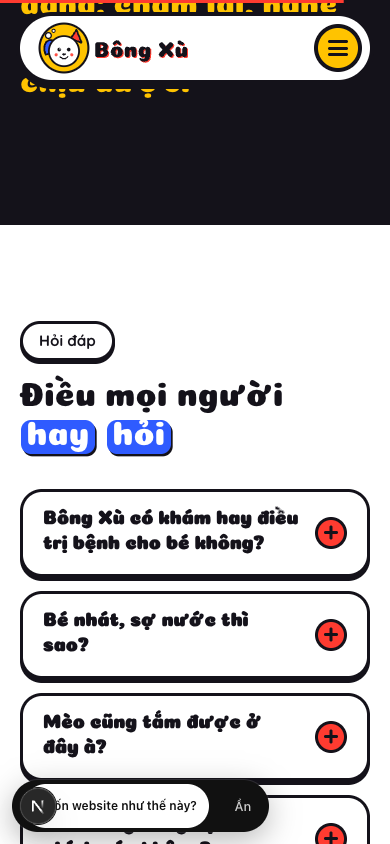 Bông Xù
Hỏi đáp
Điều mọi người
hay hỏi
Bông Xù có khám hay điều
trị bệnh cho bé không?
Bé nhát, sợ nước thì
sao?
Mèo cũng tắm được ở
đây à?
website như thế này?
Ẩn